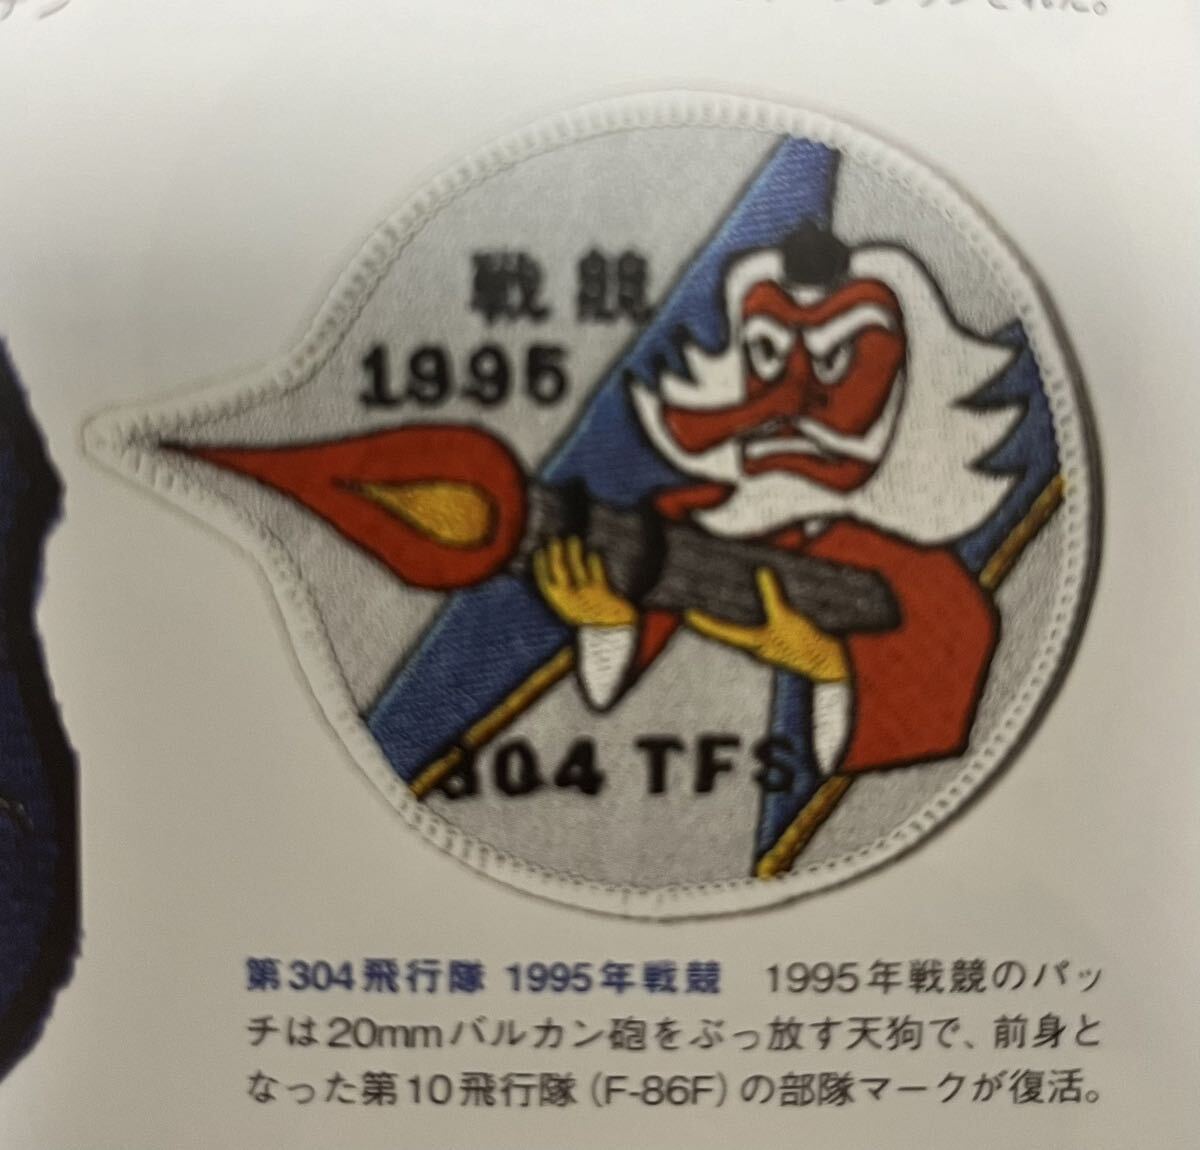 された。
戦競
1995
304 TFS
第304飛行隊 1995年戦競　1995年戦競のパッ
チは20mmバルカン砲をぶっ放す天狗で、前身と
なった第10飛行隊（F-86F）の部隊マークが復活。